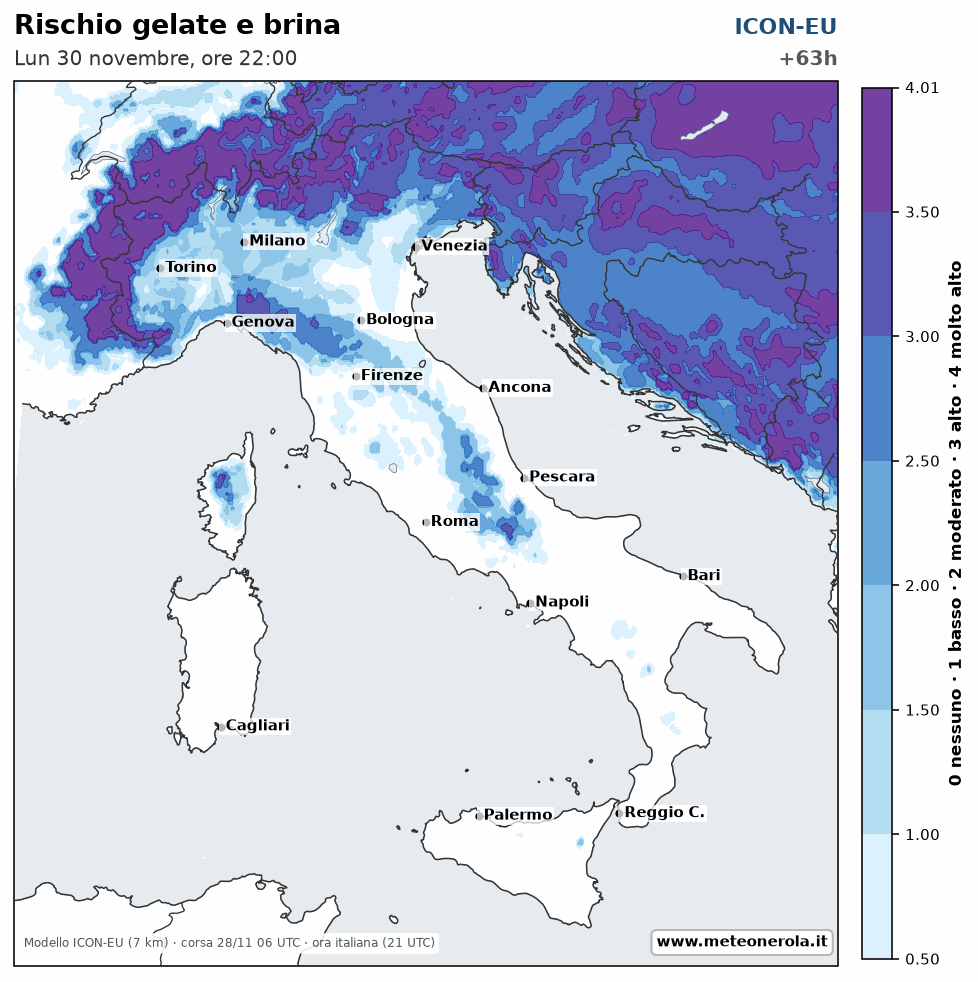 Rischio gelate e brina
ICON-EU
Lun 30 novembre, ore 22:00
+63h
4.01
3.50
3.00
2.50
2.00
1.50
1.00
0.50
0 nessuno · 1 basso · 2 moderato · 3 alto · 4 molto alto
Milano
Venezia
Torino
Genova
Bologna
Firenze
Ancona
Pescara
Roma
Bari
Napoli
Cagliari
Palermo
Reggio C.
Modello ICON-EU (7 km) · corsa 28/11 06 UTC · ora italiana (21 UTC)
www.meteonerola.it